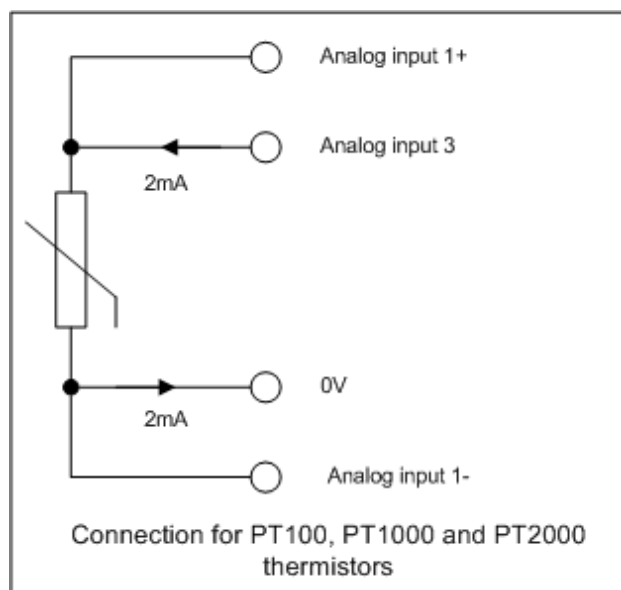 Analog input 1+
Analog input 3
2mA
0V
2mA
Analog input 1-
Connection for PT100, PT1000 and PT2000
thermistors